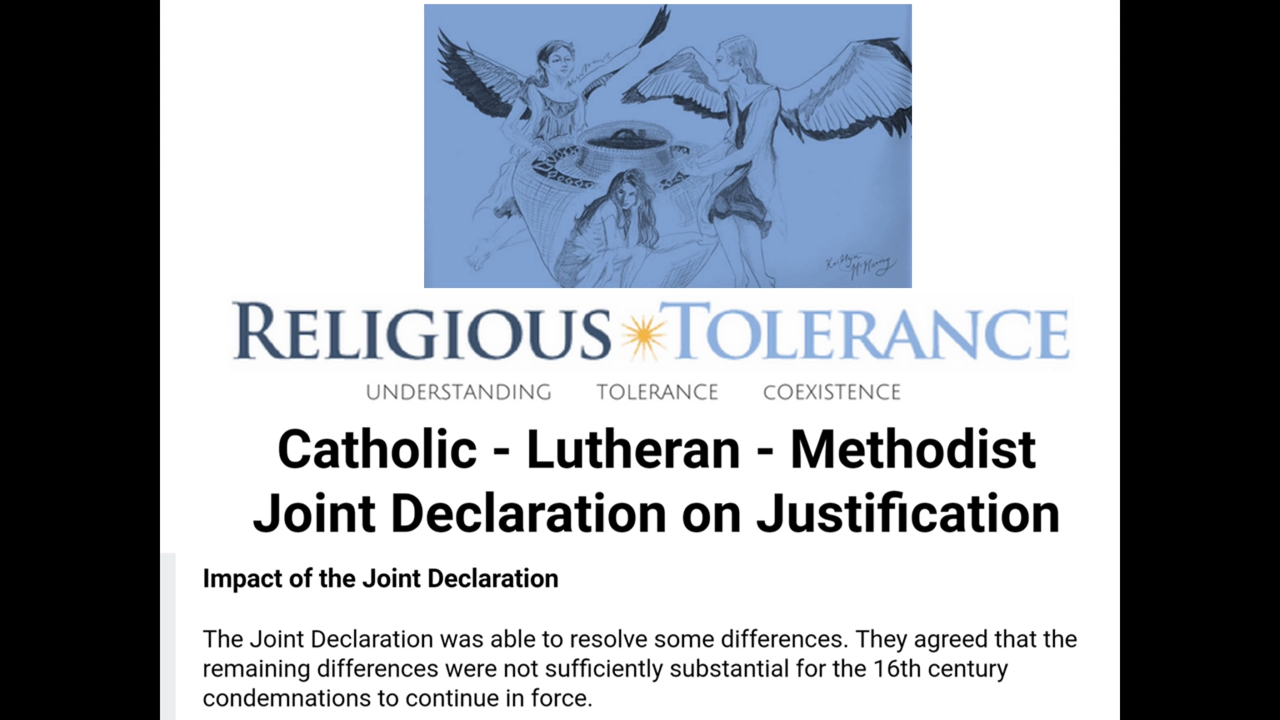 Kaitlyn
McNaney
RELIGIOUS TOLERANCE
UNDERSTANDING TOLERANCE COEXISTENCE
Catholic - Lutheran - Methodist
Joint Declaration on Justification
Impact of the Joint Declaration
The Joint Declaration was able to resolve some differences. They agreed that the
remaining differences were not sufficiently substantial for the 16th century
condemnations to continue in force.